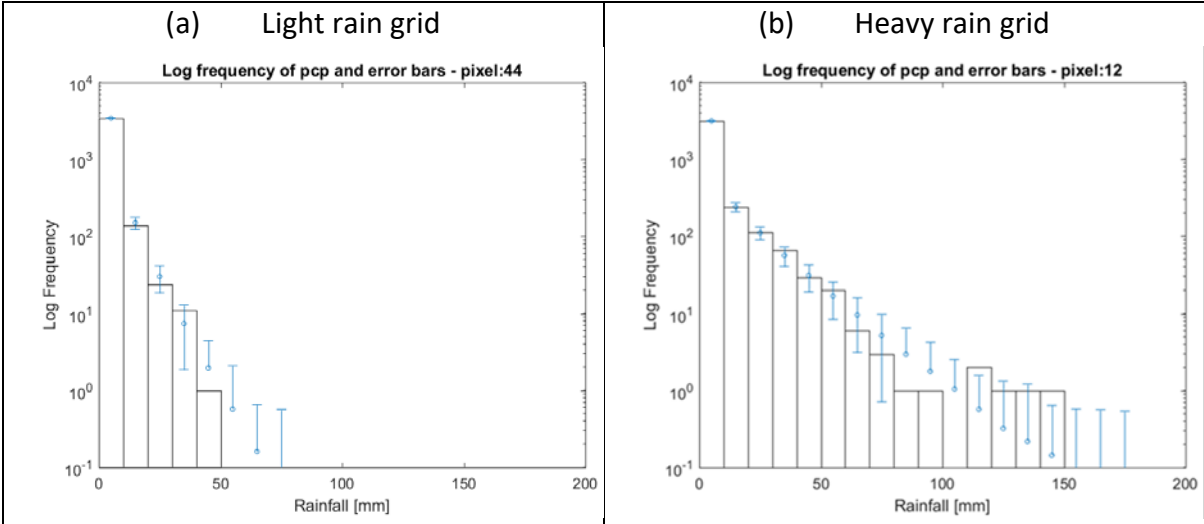 (a) Light rain grid
Log frequency of pcp and error bars - pixel:44
Log Frequency
10^4
10^3
10^2
10^1
10^0
10^-1
0 50 100 150 200
Rainfall [mm]
(b) Heavy rain grid
Log frequency of pcp and error bars - pixel:12
Log Frequency
10^4
10^3
10^2
10^1
10^0
10^-1
0 50 100 150 200
Rainfall [mm]